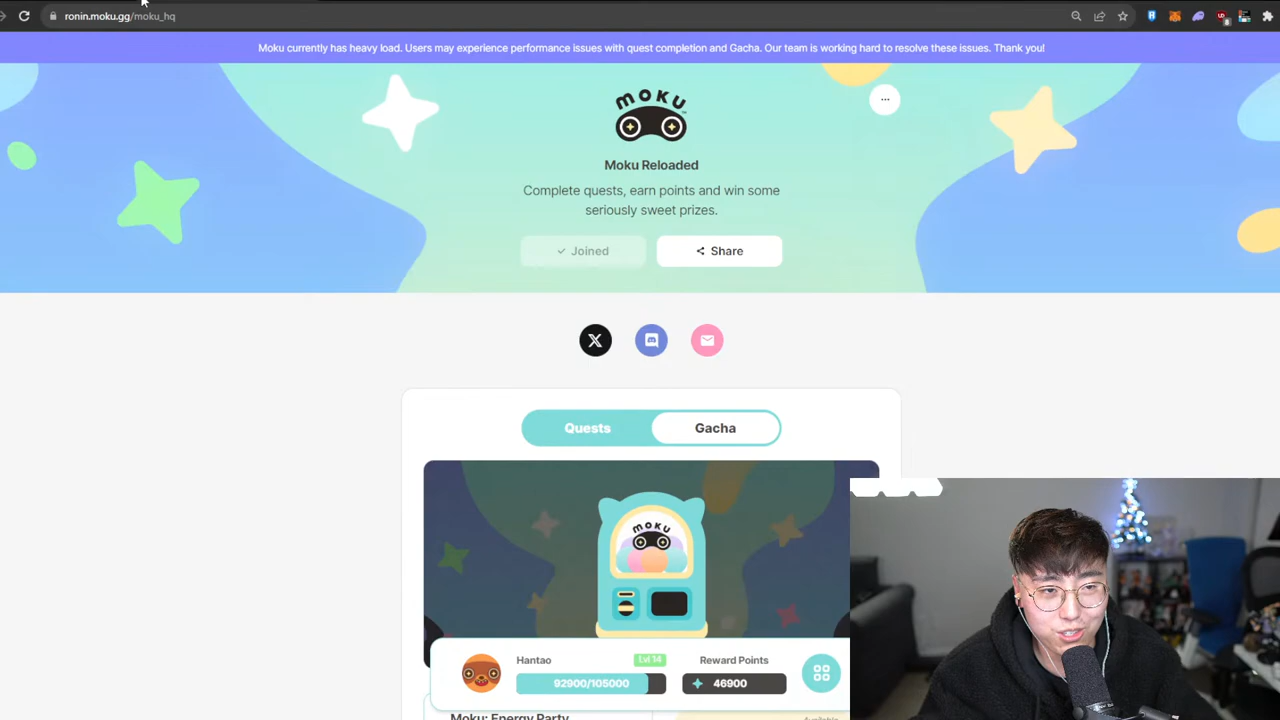 ronin.moku.gg/moku_hq
Moku currently has heavy load. Users may experience performance issues with quest completion and Gacha. Our team is working hard to resolve these issues. Thank you!
MOKU
Moku Reloaded
Complete quests, earn points and win some
seriously sweet prizes.
✓ Joined
Share
Quests
Gacha
MOKU
Hantao
Lvl 14
Reward Points
92900/105000
46900
Moku: Energy Party
Available